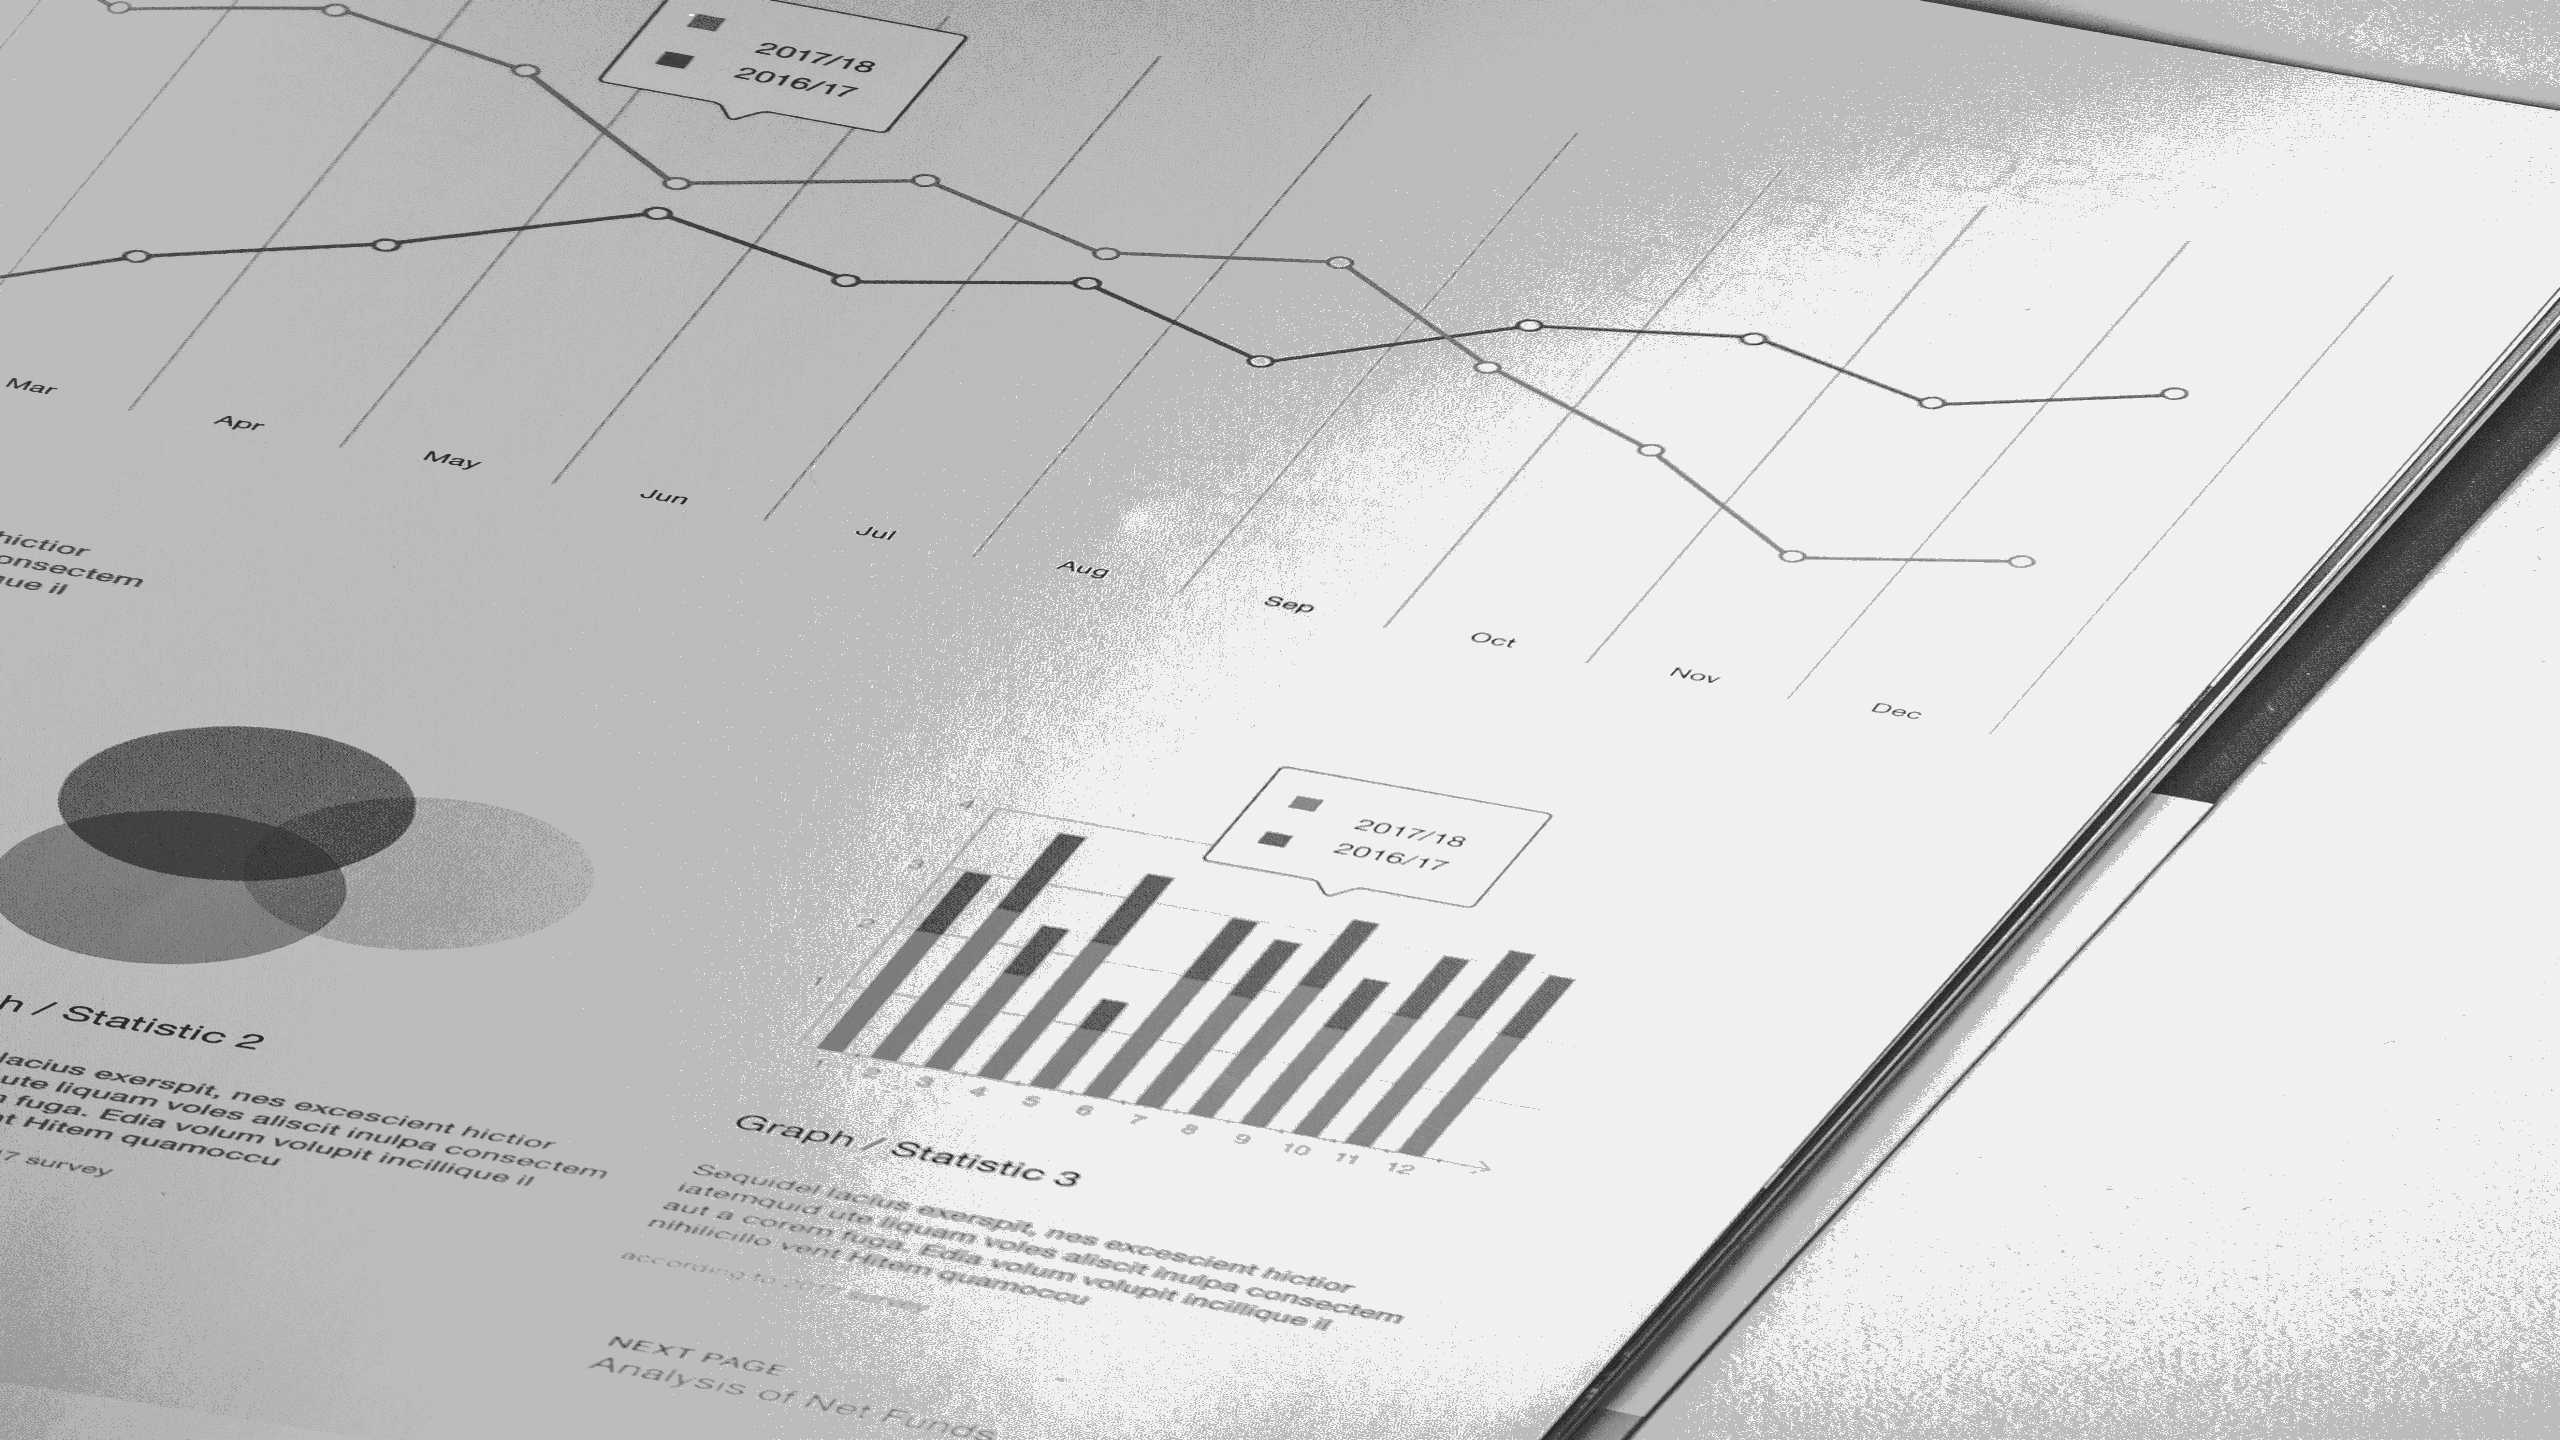 2017/18
2016/17
Mar
Apr
May
Jun
Jul
Aug
Sep
Oct
Nov
Dec
hictior
onsectem
que il
h / Statistic 2
lacius exerspit, nes excescient hictior
ute liquam voles aliscit inulpa consectem
fuga. Edia volum volupit incillique il
nt Hitem quamoccu
7 survey
4
3
2
1
2017/18
2016/17
1 2 3 4 5 6 7 8 9 10 11 12
Graph / Statistic 3
Sequidel lacius exerspit, nes excescient hictior
iatemquid ute liquam voles aliscit inulpa consectem
aut a corem fuga. Edia volum volupit incillique il
nihilicillo vent Hitem quamoccu
according to 2017 survey
NEXT PAGE
Analysis of Net Funds